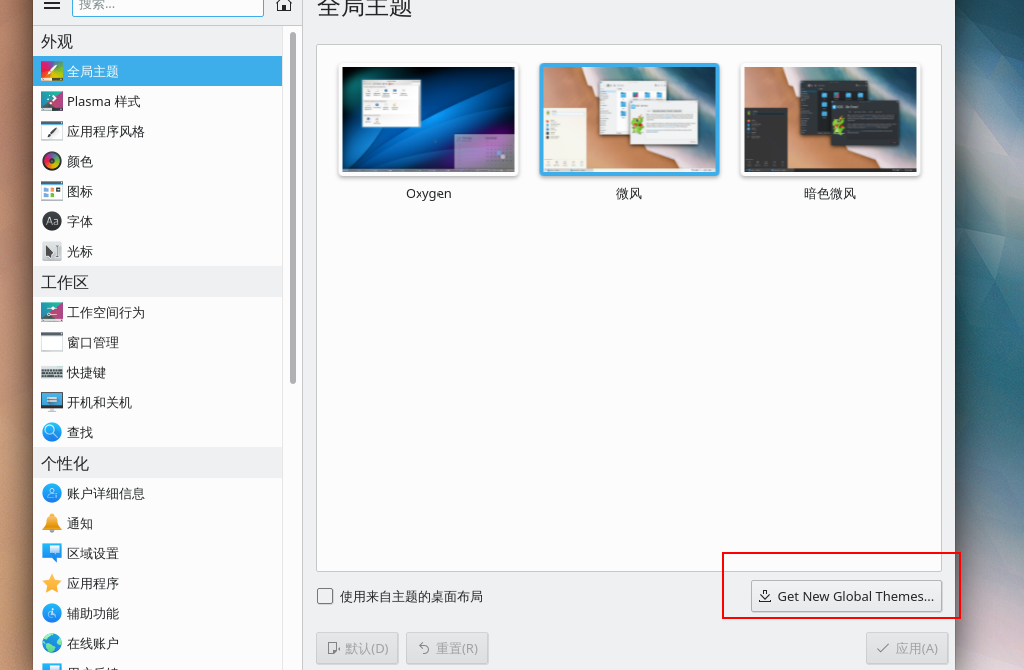 搜索...
全局主题
外观
全局主题
Plasma 样式
应用程序风格
颜色
图标
字体
光标
工作区
工作空间行为
窗口管理
快捷键
开机和关机
查找
个性化
账户详细信息
通知
区域设置
应用程序
辅助功能
在线账户
用户反馈
Oxygen
微风
暗色微风
使用来自主题的桌面布局
Get New Global Themes...
默认(D)
重置(R)
应用(A)